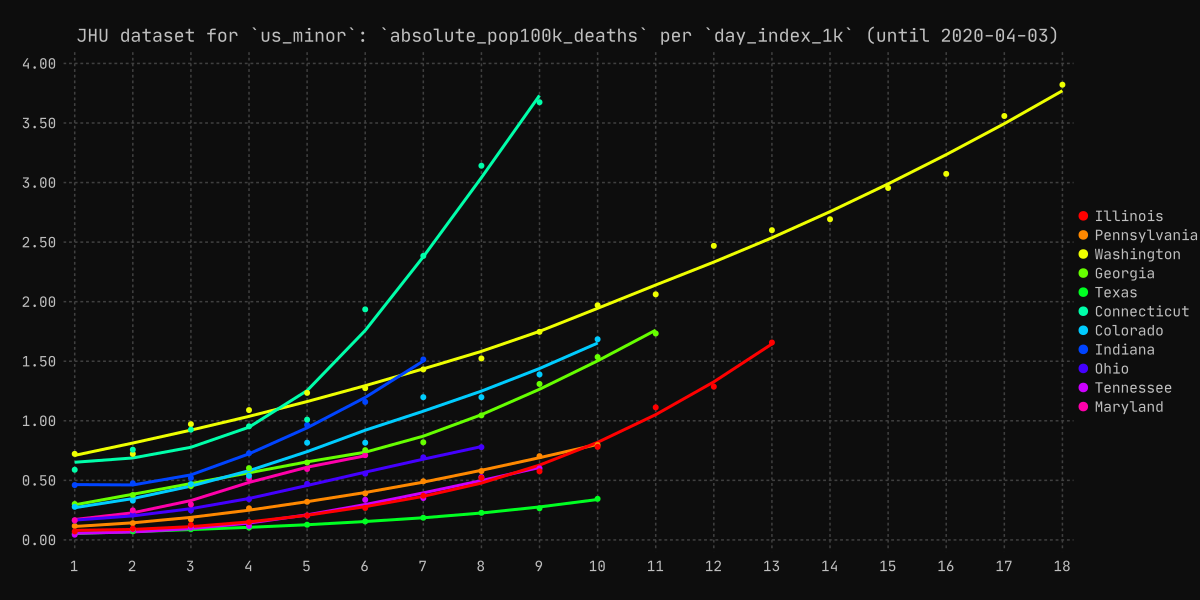 JHU dataset for `us_minor`: `absolute_pop100k_deaths` per `day_index_1k` (until 2020-04-03)
4.00
3.50
3.00
2.50
2.00
1.50
1.00
0.50
0.00
1 2 3 4 5 6 7 8 9 10 11 12 13 14 15 16 17 18
Illinois
Pennsylvania
Washington
Georgia
Texas
Connecticut
Colorado
Indiana
Ohio
Tennessee
Maryland